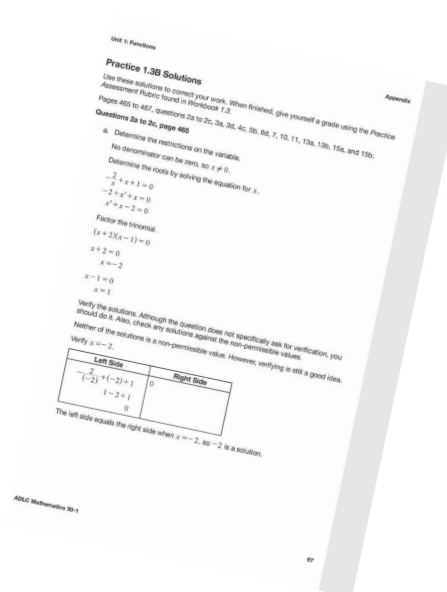 Unit 1: Functions
Appendix
Practice 1.3B Solutions
Use these solutions to correct your work. When finished, give yourself a grade using the Practice
Assessment Rubric found in Workbook 1.3.
Pages 465 to 467, questions 2a to 2c, 3a, 3d, 4c, 5b, 6d, 7, 10, 11, 13a, 13b, 15a, and 15b.
Questions 2a to 2c, page 465
a. Determine the restrictions on the variable.
No denominator can be zero, so x ≠ 0.
Determine the roots by solving the equation for x.
-2/x + x + 1 = 0
-2 + x² + x = 0
x² + x - 2 = 0
Factor the trinomial.
(x + 2)(x - 1) = 0
x + 2 = 0
x = -2
x - 1 = 0
x = 1
Verify the solutions. Although the question does not specifically ask for verification, you
should do it. Also, check any solutions against the non-permissible values.
Neither of the solutions is a non-permissible value. However, verifying is still a good idea.
Verify x = -2.
Left Side Right Side
-2/(-2) + (-2) + 1 0
1 - 2 + 1
0
The left side equals the right side when x = -2, so -2 is a solution.
ADLC Mathematics 30-1
67